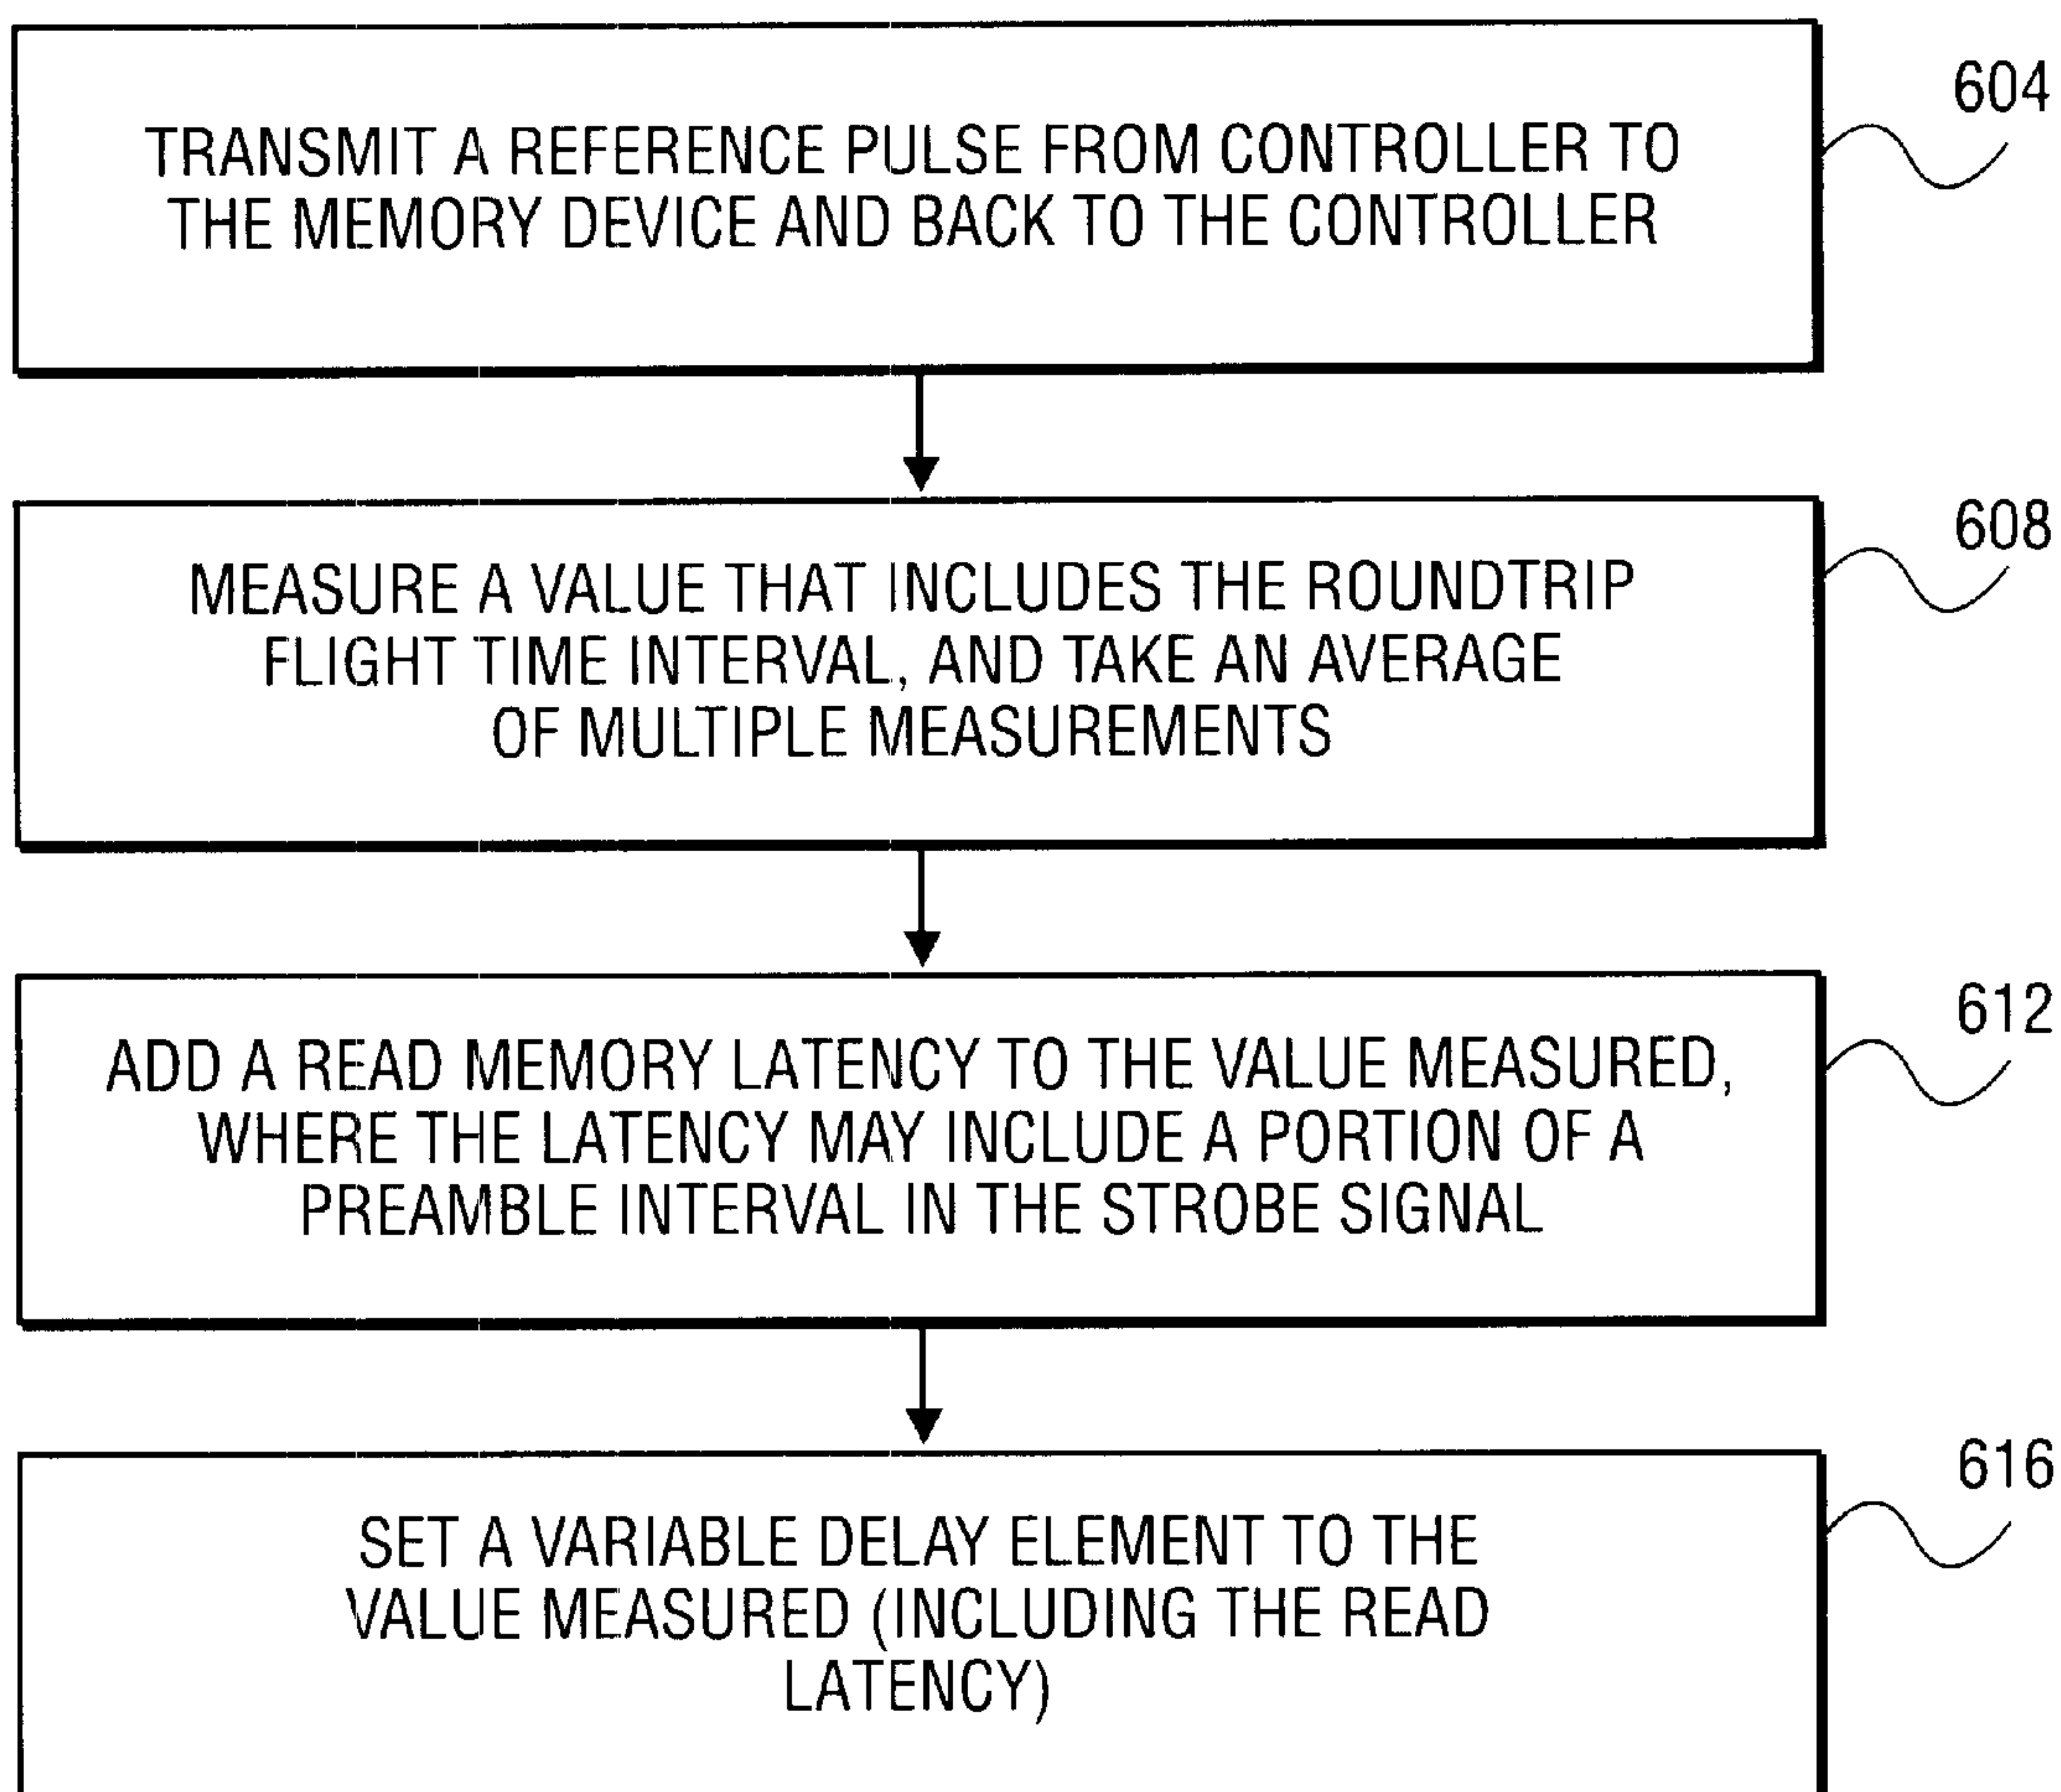 604
TRANSMIT A REFERENCE PULSE FROM CONTROLLER TO
THE MEMORY DEVICE AND BACK TO THE CONTROLLER
608
MEASURE A VALUE THAT INCLUDES THE ROUNDTRIP
FLIGHT TIME INTERVAL, AND TAKE AN AVERAGE
OF MULTIPLE MEASUREMENTS
612
ADD A READ MEMORY LATENCY TO THE VALUE MEASURED,
WHERE THE LATENCY MAY INCLUDE A PORTION OF A
PREAMBLE INTERVAL IN THE STROBE SIGNAL
616
SET A VARIABLE DELAY ELEMENT TO THE
VALUE MEASURED (INCLUDING THE READ
LATENCY)